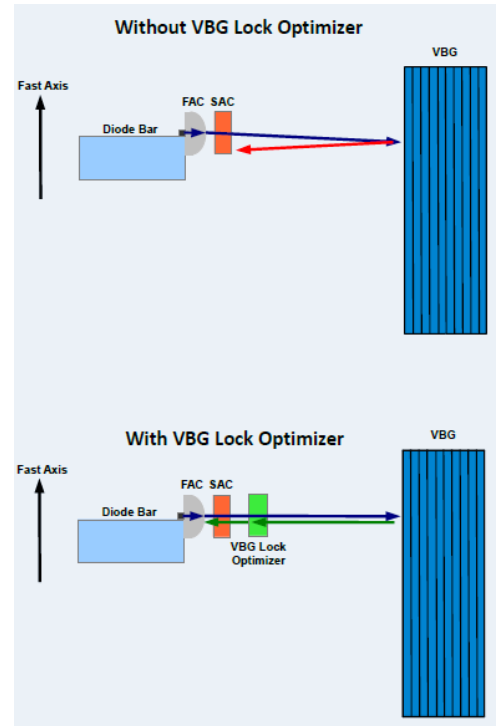 Without VBG Lock Optimizer
VBG
Fast Axis
FAC SAC
Diode Bar
With VBG Lock Optimizer
VBG
Fast Axis
FAC SAC
Diode Bar
VBG Lock
Optimizer